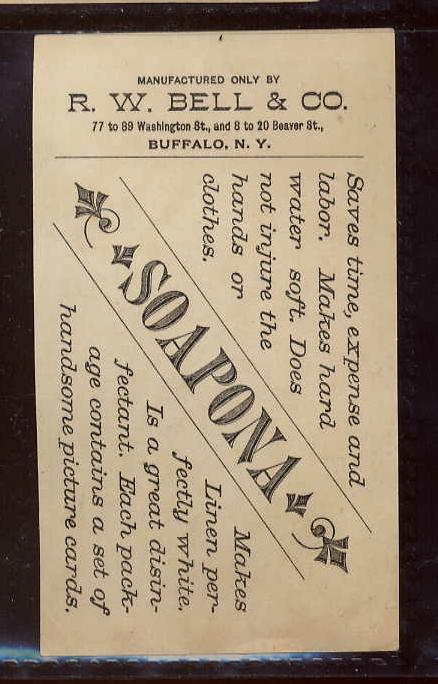 MANUFACTURED ONLY BY
R. W. BELL & CO.
77 to 89 Washington St., and 8 to 20 Beaver St.,
BUFFALO, N. Y.
Saves time, expense and
labor. Makes hard
water soft. Does
not injure the
hands or
clothes.
SOAPONA
Makes
Linen per-
fectly white.
Is a great disin-
fectant. Each pack-
age contains a set of
handsome picture cards.